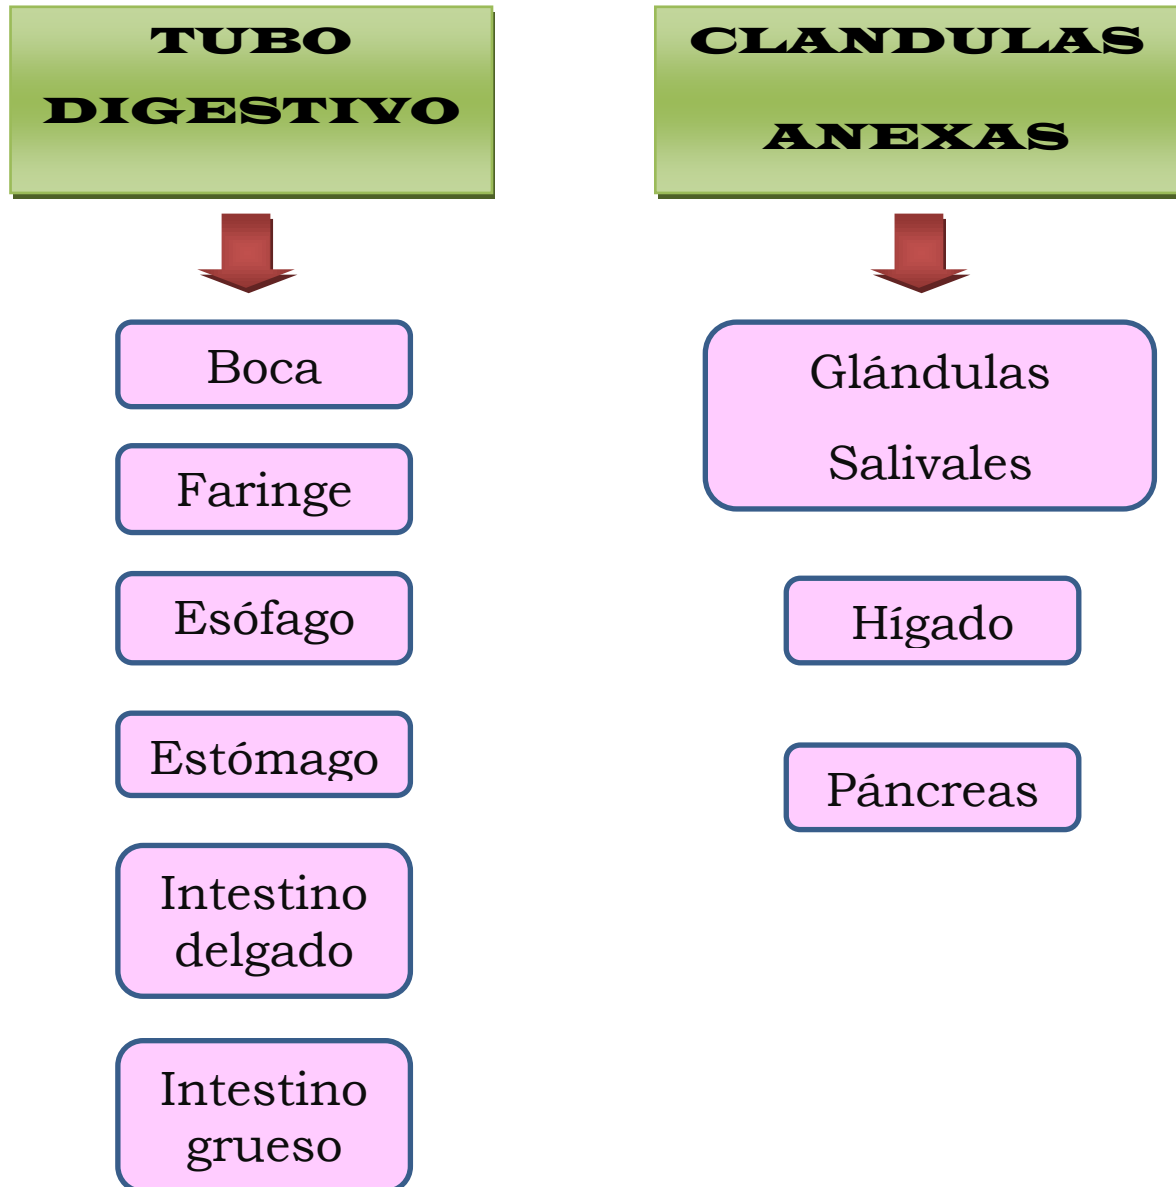 TUBO
DIGESTIVO
Boca
Faringe
Esófago
Estómago
Intestino
delgado
Intestino
grueso
CLANDULAS
ANEXAS
Glándulas
Salivales
Hígado
Páncreas